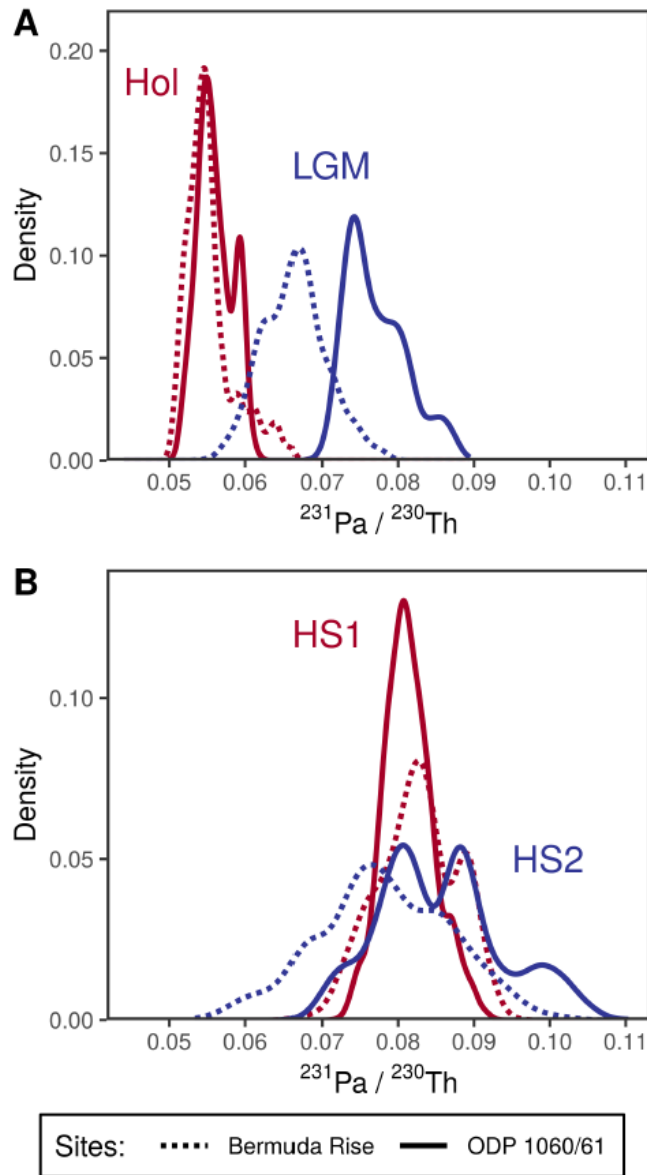 A
0.20
Hol
LGM
0.15
Density
0.10
0.05
0.00
0.05 0.06 0.07 0.08 0.09 0.10 0.11
²³¹Pa / ²³⁰Th
B
HS1
0.10
Density
0.05
HS2
0.00
0.05 0.06 0.07 0.08 0.09 0.10 0.11
²³¹Pa / ²³⁰Th
Sites: Bermuda Rise ODP 1060/61